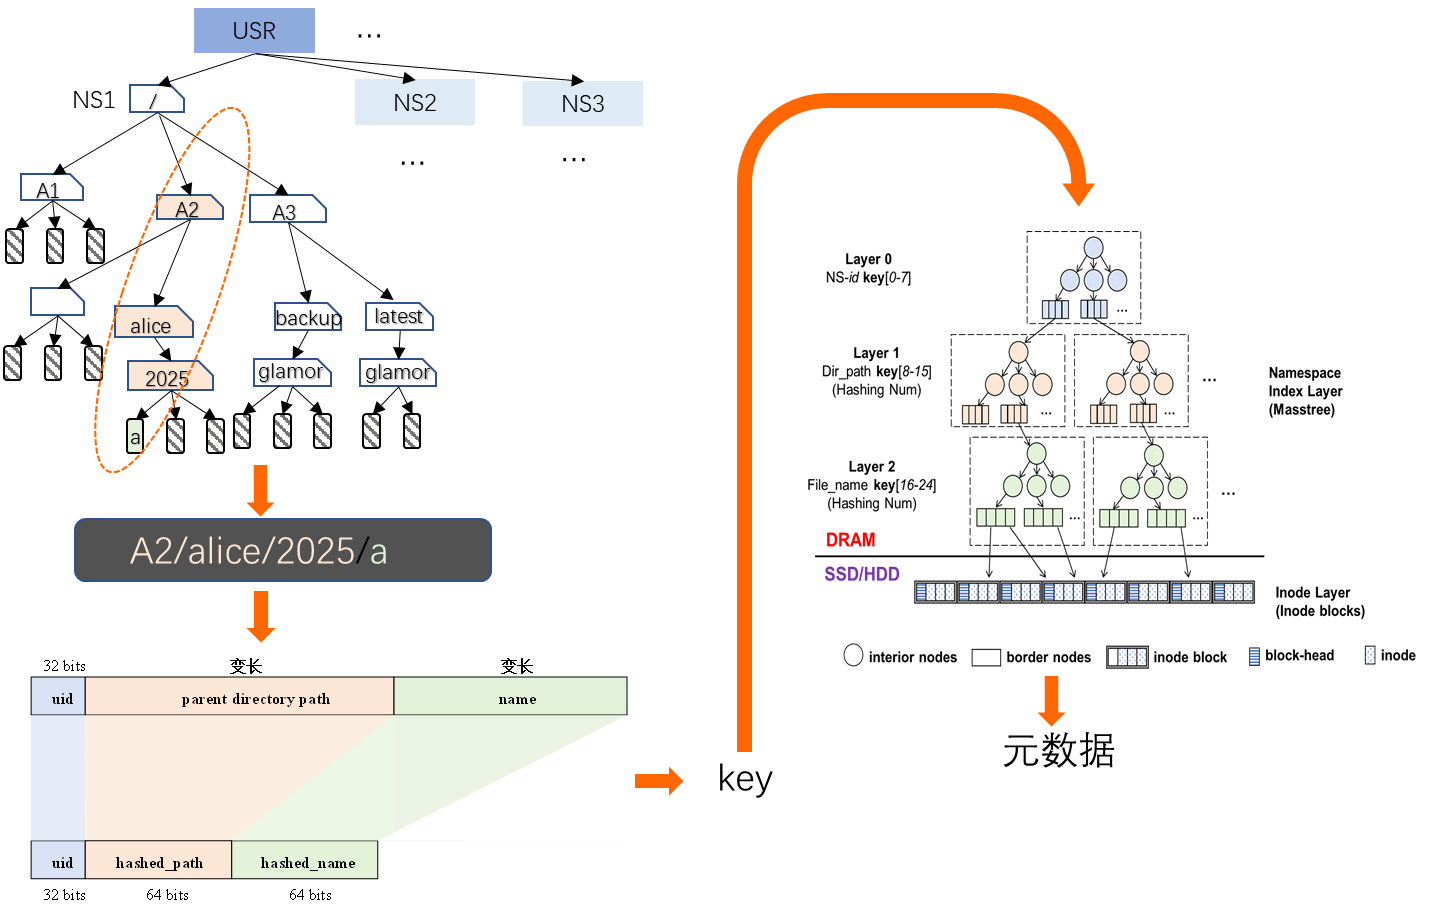 USR
...
NS1
/
NS2
NS3
...
...
A1
A2
A3
alice
backup
latest
2025
glamor
glamor
a
A2/alice/2025/a
32 bits
变长
变长
uid
parent directory path
name
uid
hashed_path
hashed_name
32 bits
64 bits
64 bits
key
Layer 0
NS-id key[0-7]
...
Layer 1
Dir_path key[8-15]
(Hashing Num)
...
...
...
Namespace
Index Layer
(Masstree)
Layer 2
File_name key[16-24]
(Hashing Num)
...
...
...
DRAM
SSD/HDD
Inode Layer
(Inode blocks)
interior nodes
border nodes
inode block
block-head
inode
元数据